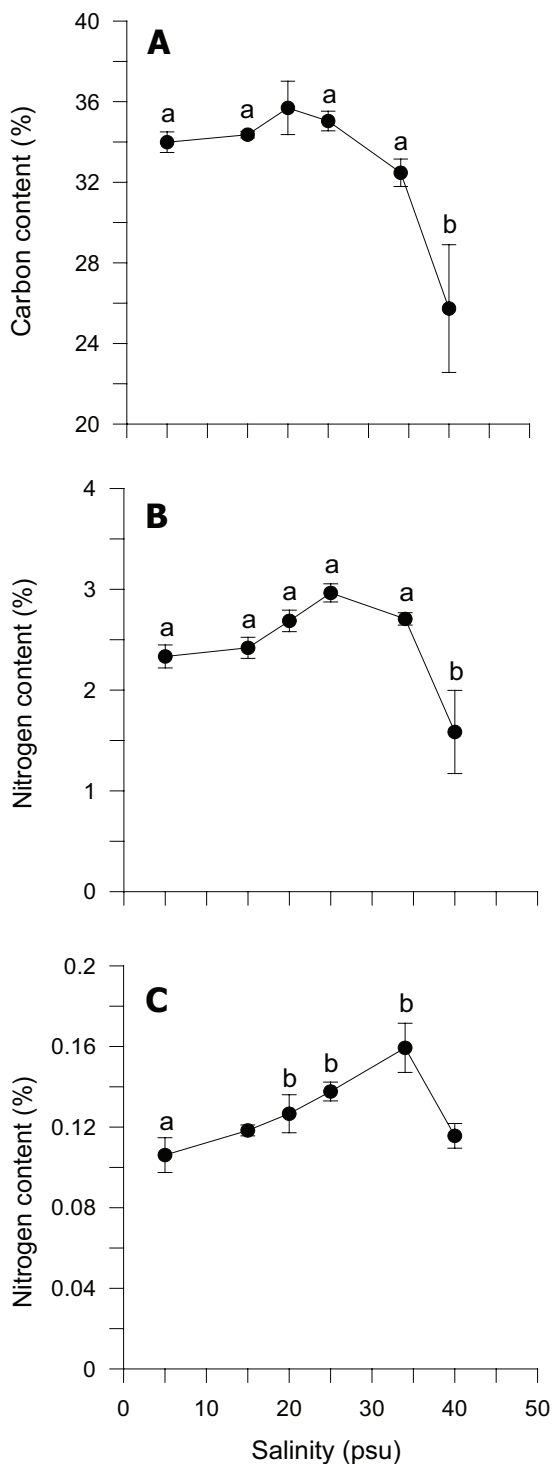 A
40
36
32
28
24
20
Carbon content (%)
a
a
a
a
b
B
4
3
2
1
0
Nitrogen content (%)
a
a
a
a
a
b
C
0.2
0.16
0.12
0.08
0.04
0
Nitrogen content (%)
a
b
b
b
0 10 20 30 40 50
Salinity (psu)